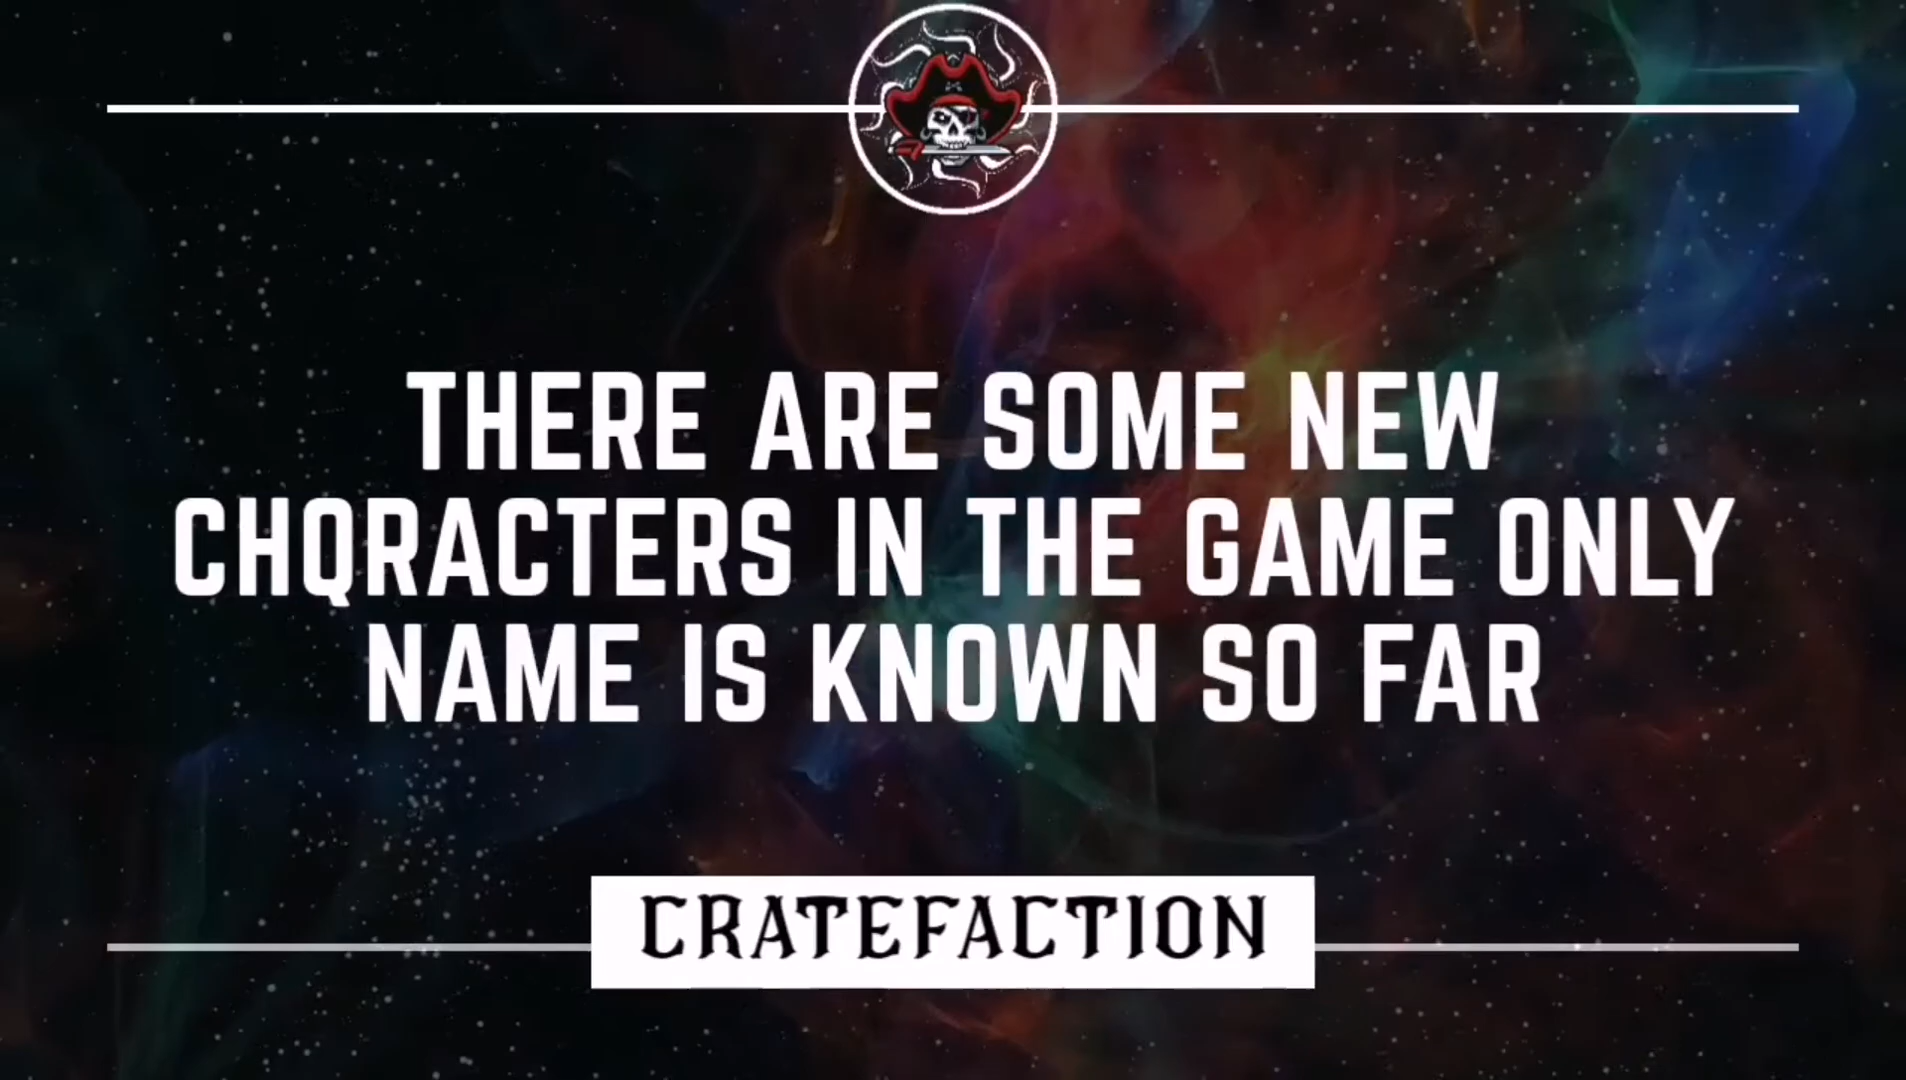 THERE ARE SOME NEW
CHQRACTERS IN THE GAME ONLY
NAME IS KNOWN SO FAR
CRATEFACTION